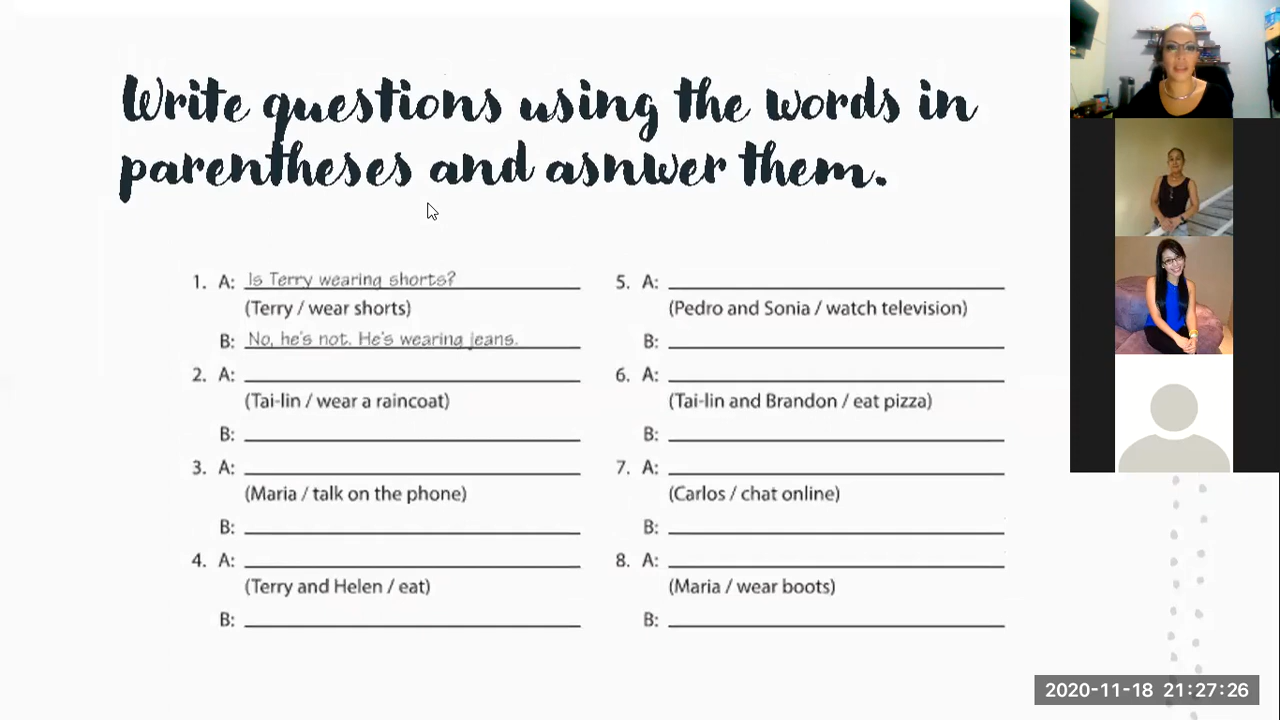 Write questions using the words in
parentheses and asnwer them.
1. A: Is Terry wearing shorts?
(Terry / wear shorts)
B: No, he's not. He's wearing jeans.
2. A:
(Tai-lin / wear a raincoat)
B:
3. A:
(Maria / talk on the phone)
B:
4. A:
(Terry and Helen / eat)
B:
5. A:
(Pedro and Sonia / watch television)
B:
6. A:
(Tai-lin and Brandon / eat pizza)
B:
7. A:
(Carlos / chat online)
B:
8. A:
(Maria / wear boots)
B:
2020-11-18 21:27:26